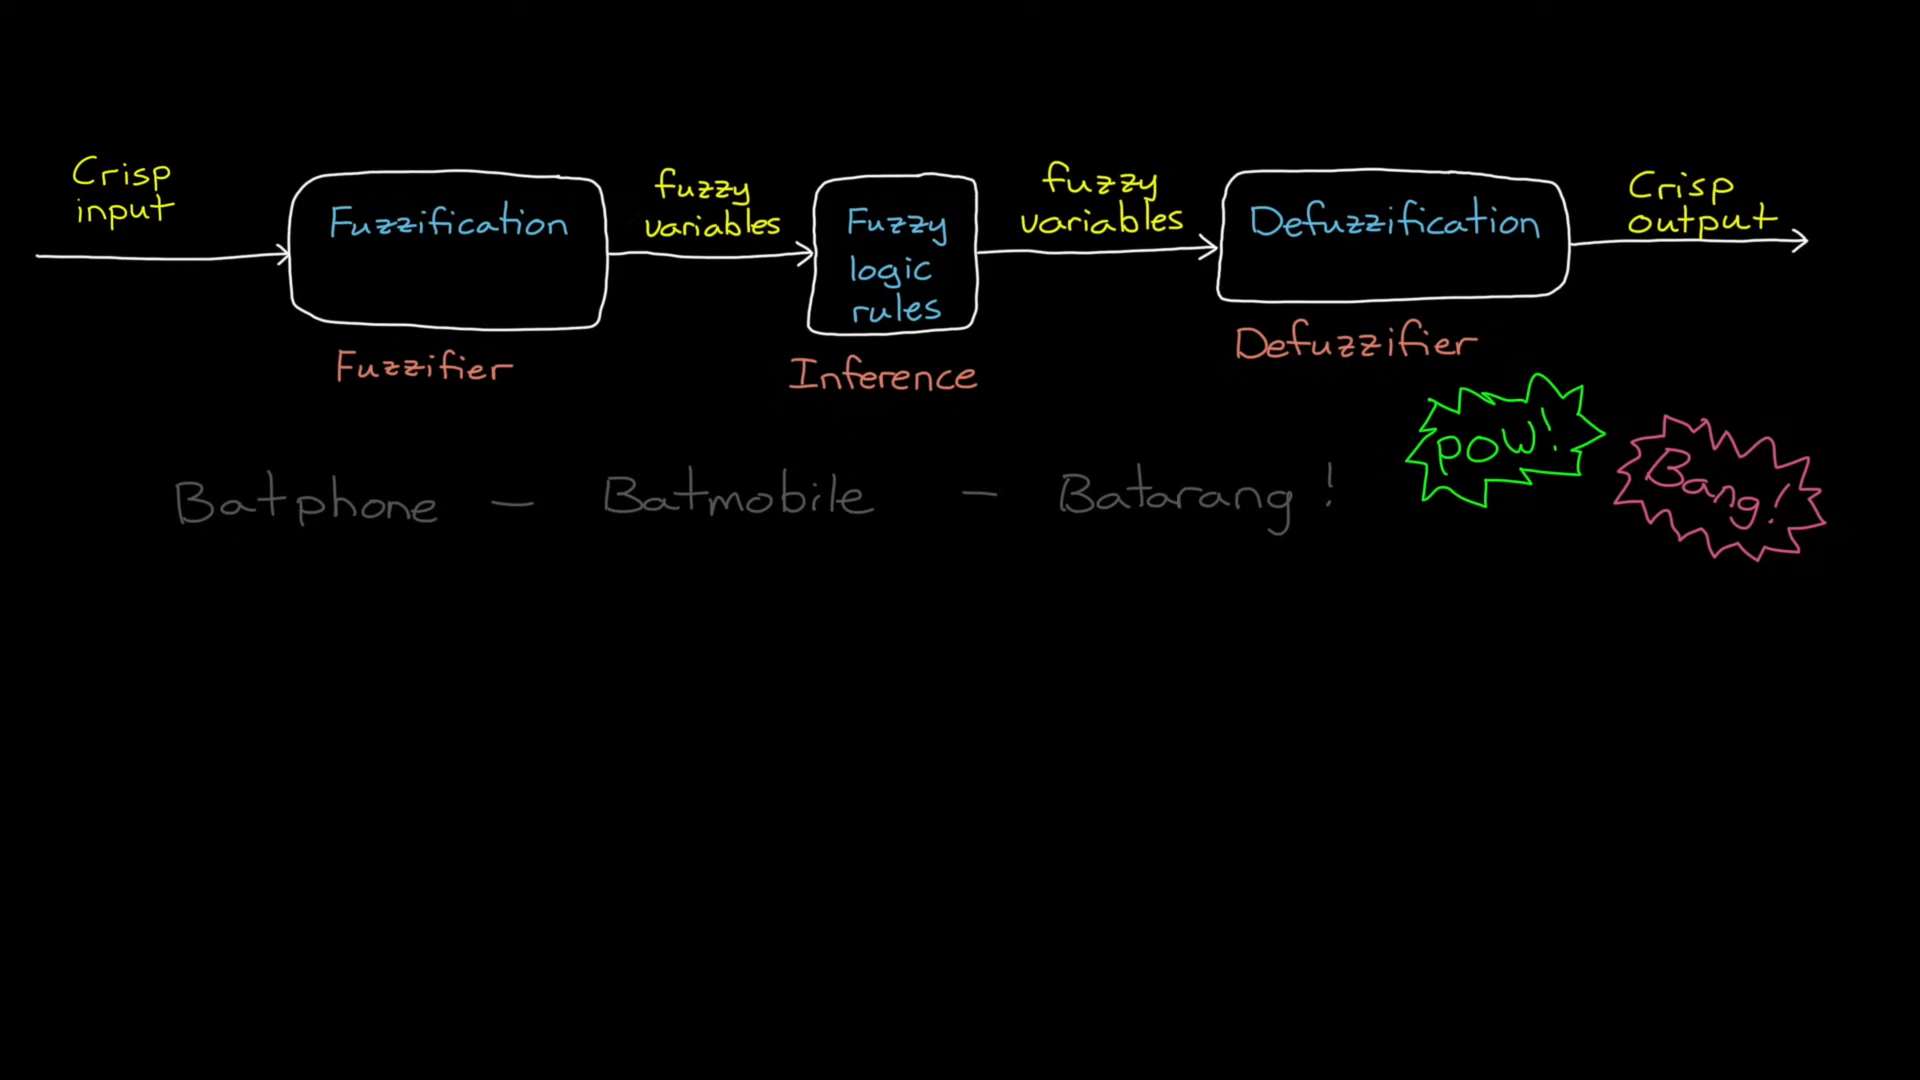 Crisp
input
Fuzzification
Fuzzifier
fuzzy
variables
Fuzzy
logic
rules
Inference
fuzzy
variables
Defuzzification
Defuzzifier
Crisp
output
Batphone - Batmobile - Batarang!
pow!
Bang!